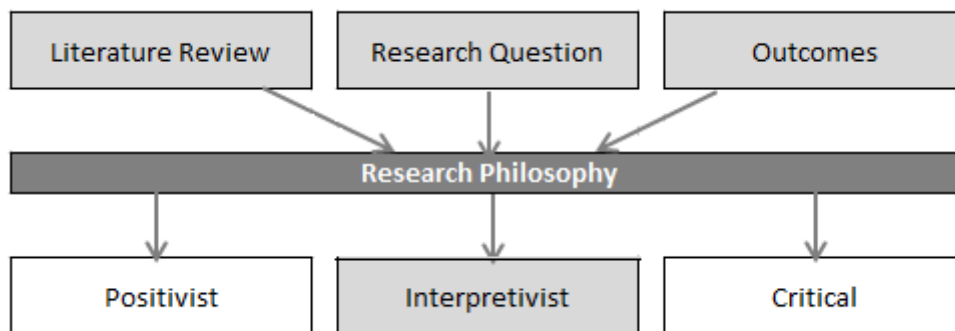 Literature Review
Research Question
Outcomes
Research Philosophy
Positivist
Interpretivist
Critical